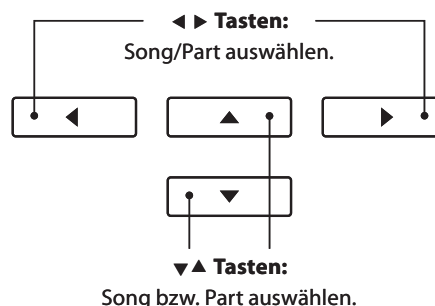 ◀ ▶ Tasten:
Song/Part auswählen.
▼▲ Tasten:
Song bzw. Part auswählen.